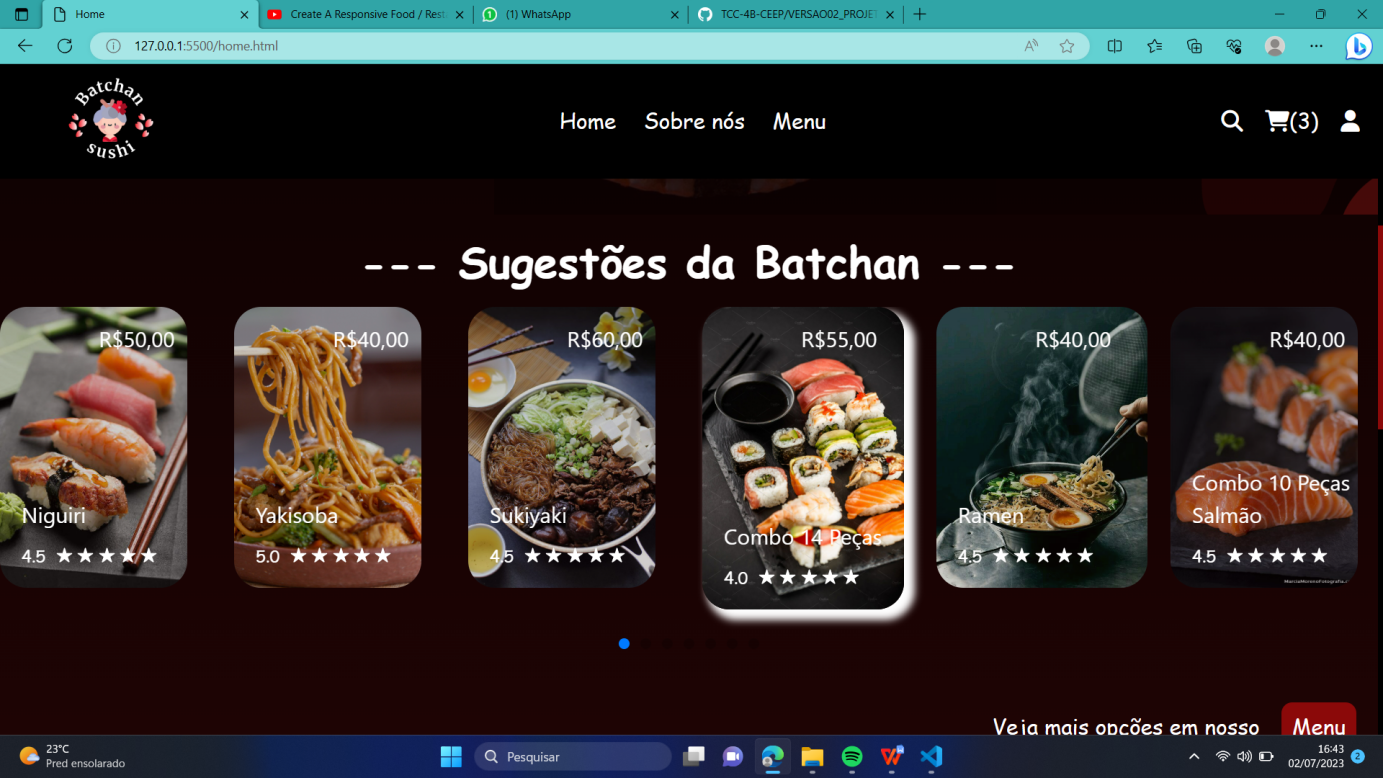 Home
Create A Responsive Food / Rest
(1) WhatsApp
TCC-4B-CEEP/VERSAO02_PROJET
127.0.0.1:5500/home.html
Batchan
sushi
Home
Sobre nós
Menu
(3)
--- Sugestões da Batchan ---
R$50,00
Niguiri
4.5 ★★★★★
R$40,00
Yakisoba
5.0 ★★★★★
R$60,00
Sukiyaki
4.5 ★★★★★
R$55,00
Combo 14 Peças
4.0 ★★★★★
R$40,00
Ramen
4.5 ★★★★★
R$40,00
Combo 10 Peças
Salmão
4.5 ★★★★★
Veja mais opções em nosso
Menu
23°C
Pred ensolarado
Pesquisar
16:43
02/07/2023
2